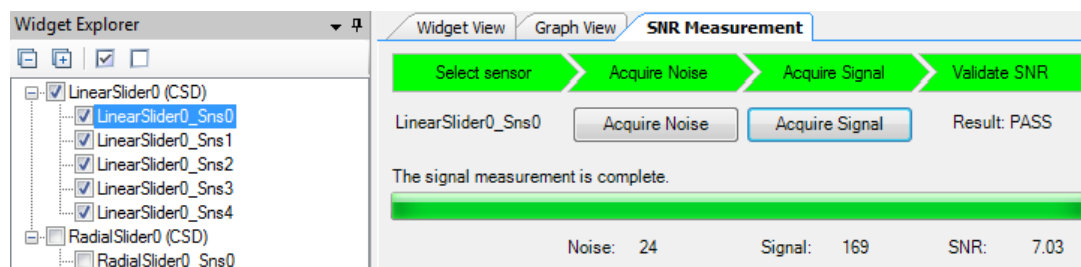 Widget Explorer
LinearSlider0 (CSD)
LinearSlider0_Sns0
LinearSlider0_Sns1
LinearSlider0_Sns2
LinearSlider0_Sns3
LinearSlider0_Sns4
RadialSlider0 (CSD)
RadialSlider0_Sns0
Widget View Graph View SNR Measurement
Select sensor Acquire Noise Acquire Signal Validate SNR
LinearSlider0_Sns0 Acquire Noise Acquire Signal Result: PASS
The signal measurement is complete.
Noise: 24 Signal: 169 SNR: 7.03